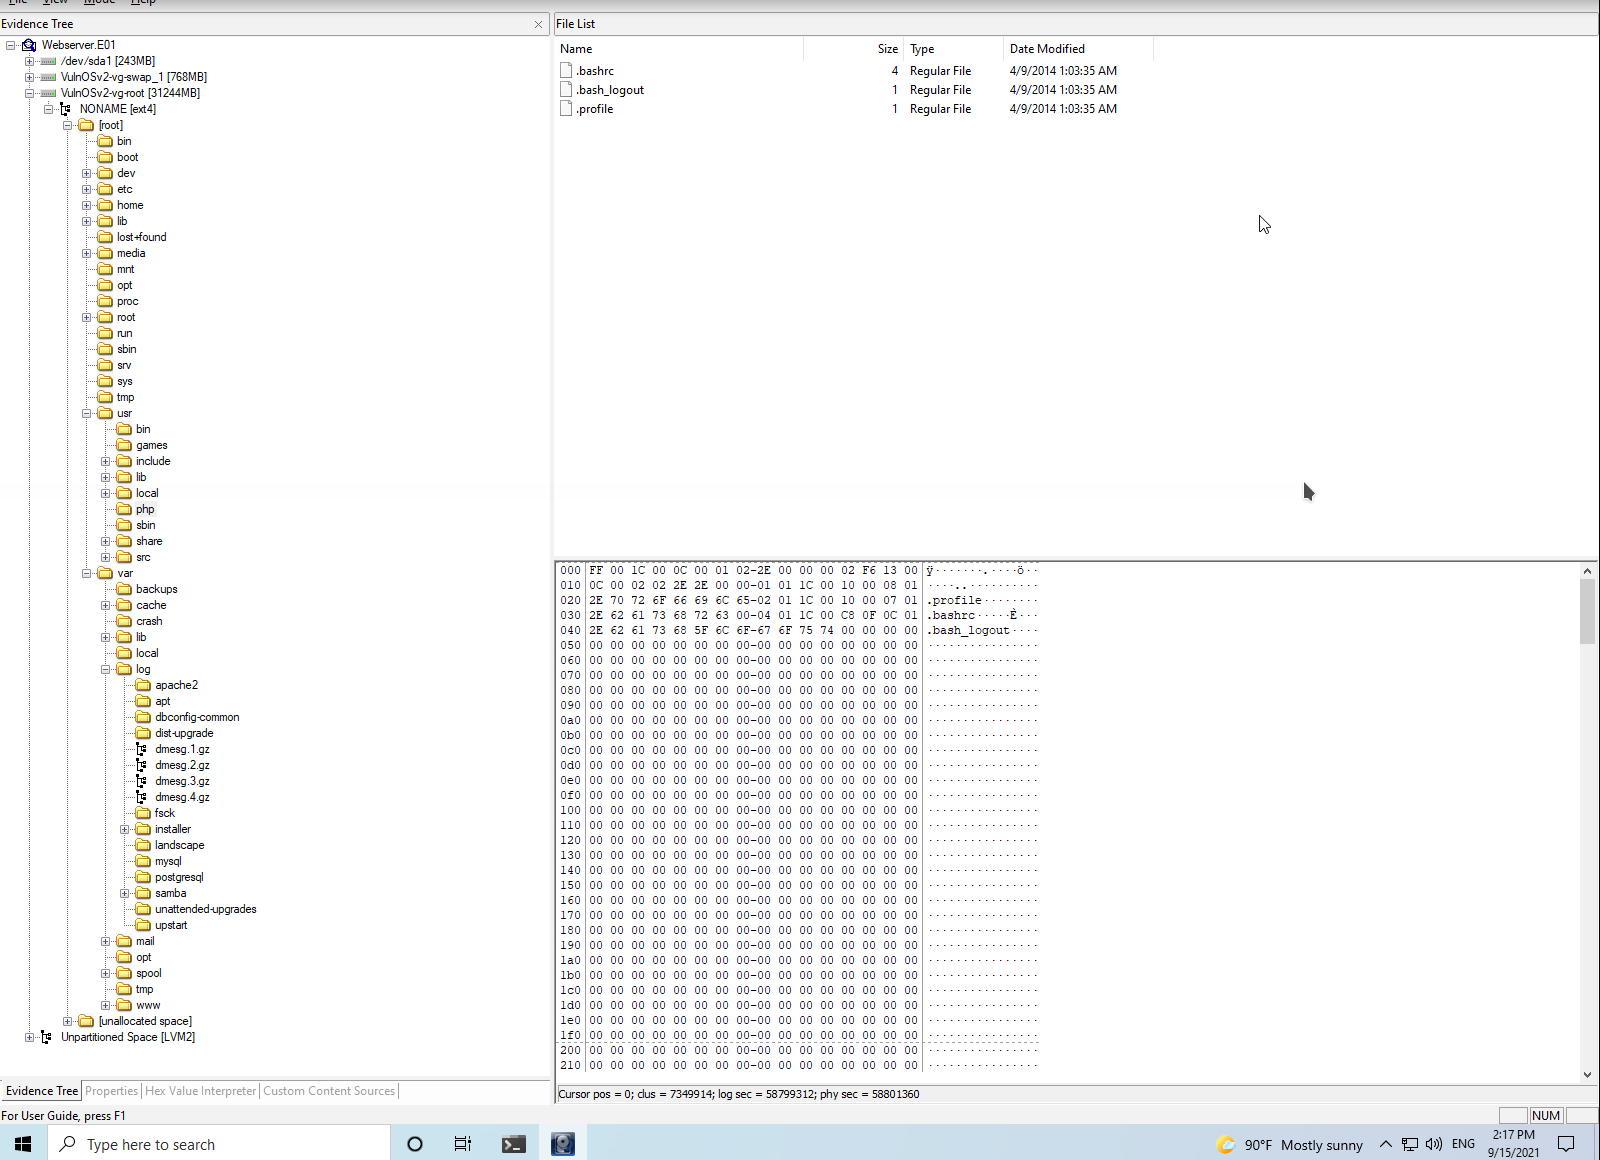 File View Mode Help
Evidence Tree
Webserver.E01
/dev/sda1 [243MB]
VulnOSv2-vg-swap_1 [768MB]
VulnOSv2-vg-root [31244MB]
NONAME [ext4]
[root]
bin
boot
dev
etc
home
lib
lost+found
media
mnt
opt
proc
root
run
sbin
srv
sys
tmp
usr
bin
games
include
lib
local
php
sbin
share
src
var
backups
cache
crash
lib
local
log
apache2
apt
dbconfig-common
dist-upgrade
dmesg.1.gz
dmesg.2.gz
dmesg.3.gz
dmesg.4.gz
fsck
installer
landscape
mysql
postgresql
samba
unattended-upgrades
upstart
mail
opt
spool
tmp
www
[unallocated space]
Unpartitioned Space [LVM2]
Evidence Tree Properties Hex Value Interpreter Custom Content Sources
File List
Name Size Type Date Modified
.bashrc 4 Regular File 4/9/2014 1:03:35 AM
.bash_logout 1 Regular File 4/9/2014 1:03:35 AM
.profile 1 Regular File 4/9/2014 1:03:35 AM
000 FF 00 1C 00 0C 00 01 02-2E 00 00 00 02 F6 13 00 ÿ·······.····ö··
010 0C 00 02 02 2E 2E 00 00-01 01 1C 00 10 00 08 01 ····..··········
020 2E 70 72 6F 66 69 6C 65-02 01 1C 00 10 00 07 01 .profile········
030 2E 62 61 73 68 72 63 00-04 01 1C 00 C8 0F 0C 01 .bashrc·····È···
040 2E 62 61 73 68 5F 6C 6F-67 6F 75 74 00 00 00 00 .bash_logout····
050 00 00 00 00 00 00 00 00-00 00 00 00 00 00 00 00 ················
060 00 00 00 00 00 00 00 00-00 00 00 00 00 00 00 00 ················
070 00 00 00 00 00 00 00 00-00 00 00 00 00 00 00 00 ················
080 00 00 00 00 00 00 00 00-00 00 00 00 00 00 00 00 ················
090 00 00 00 00 00 00 00 00-00 00 00 00 00 00 00 00 ················
0a0 00 00 00 00 00 00 00 00-00 00 00 00 00 00 00 00 ················
0b0 00 00 00 00 00 00 00 00-00 00 00 00 00 00 00 00 ················
0c0 00 00 00 00 00 00 00 00-00 00 00 00 00 00 00 00 ················
0d0 00 00 00 00 00 00 00 00-00 00 00 00 00 00 00 00 ················
0e0 00 00 00 00 00 00 00 00-00 00 00 00 00 00 00 00 ················
0f0 00 00 00 00 00 00 00 00-00 00 00 00 00 00 00 00 ················
100 00 00 00 00 00 00 00 00-00 00 00 00 00 00 00 00 ················
110 00 00 00 00 00 00 00 00-00 00 00 00 00 00 00 00 ················
120 00 00 00 00 00 00 00 00-00 00 00 00 00 00 00 00 ················
130 00 00 00 00 00 00 00 00-00 00 00 00 00 00 00 00 ················
140 00 00 00 00 00 00 00 00-00 00 00 00 00 00 00 00 ················
150 00 00 00 00 00 00 00 00-00 00 00 00 00 00 00 00 ················
160 00 00 00 00 00 00 00 00-00 00 00 00 00 00 00 00 ················
170 00 00 00 00 00 00 00 00-00 00 00 00 00 00 00 00 ················
180 00 00 00 00 00 00 00 00-00 00 00 00 00 00 00 00 ················
190 00 00 00 00 00 00 00 00-00 00 00 00 00 00 00 00 ················
1a0 00 00 00 00 00 00 00 00-00 00 00 00 00 00 00 00 ················
1b0 00 00 00 00 00 00 00 00-00 00 00 00 00 00 00 00 ················
1c0 00 00 00 00 00 00 00 00-00 00 00 00 00 00 00 00 ················
1d0 00 00 00 00 00 00 00 00-00 00 00 00 00 00 00 00 ················
1e0 00 00 00 00 00 00 00 00-00 00 00 00 00 00 00 00 ················
1f0 00 00 00 00 00 00 00 00-00 00 00 00 00 00 00 00 ················
200 00 00 00 00 00 00 00 00-00 00 00 00 00 00 00 00 ················
210 00 00 00 00 00 00 00 00-00 00 00 00 00 00 00 00 ················
Cursor pos = 0; clus = 7349914; log sec = 58799312; phy sec = 58801360
For User Guide, press F1
NUM
Type here to search
90°F Mostly sunny
ENG
2:17 PM
9/15/2021